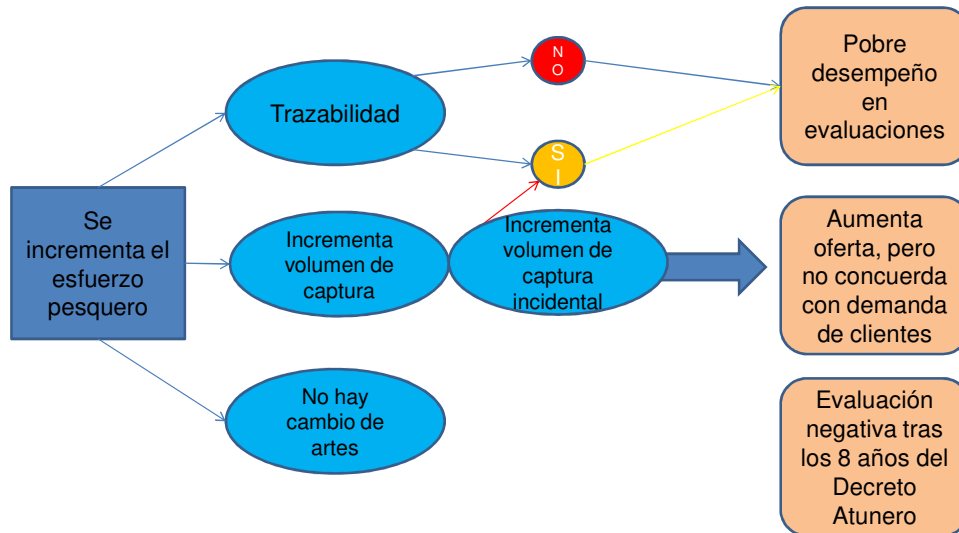 Se
incrementa el
esfuerzo
pesquero
Trazabilidad
N
O
S
I
Incrementa
volumen de
captura
Incrementa
volumen de
captura
incidental
No hay
cambio de
artes
Pobre
desempeño
en
evaluaciones
Aumenta
oferta, pero
no concuerda
con demanda
de clientes
Evaluación
negativa tras
los 8 años del
Decreto
Atunero